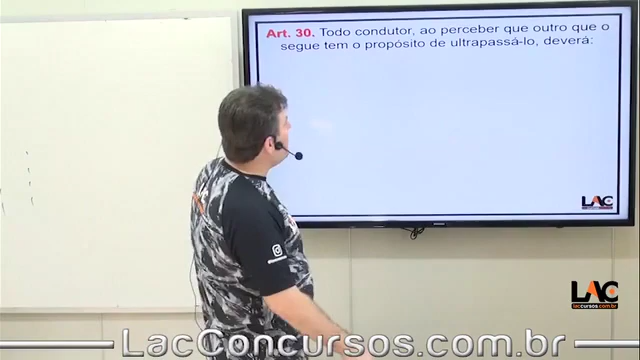 Art. 30. Todo condutor, ao perceber que outro que o
segue tem o propósito de ultrapassá-lo, deverá:
LAC
LAC
laccursos.com.br
LacConcursos.com.br